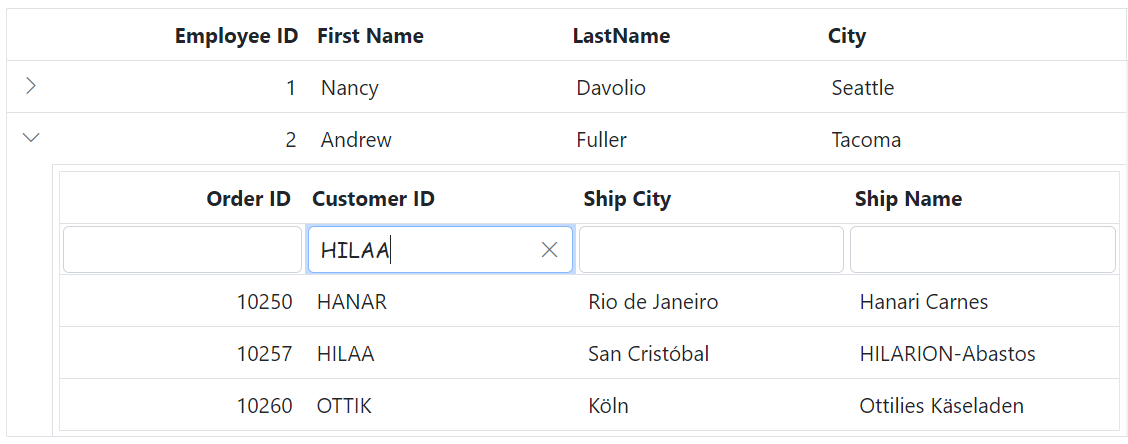 Employee ID First Name LastName City
1 Nancy Davolio Seattle
2 Andrew Fuller Tacoma
Order ID Customer ID Ship City Ship Name
HILAA
10250 HANAR Rio de Janeiro Hanari Carnes
10257 HILAA San Cristóbal HILARION-Abastos
10260 OTTIK Köln Ottilies Käseladen